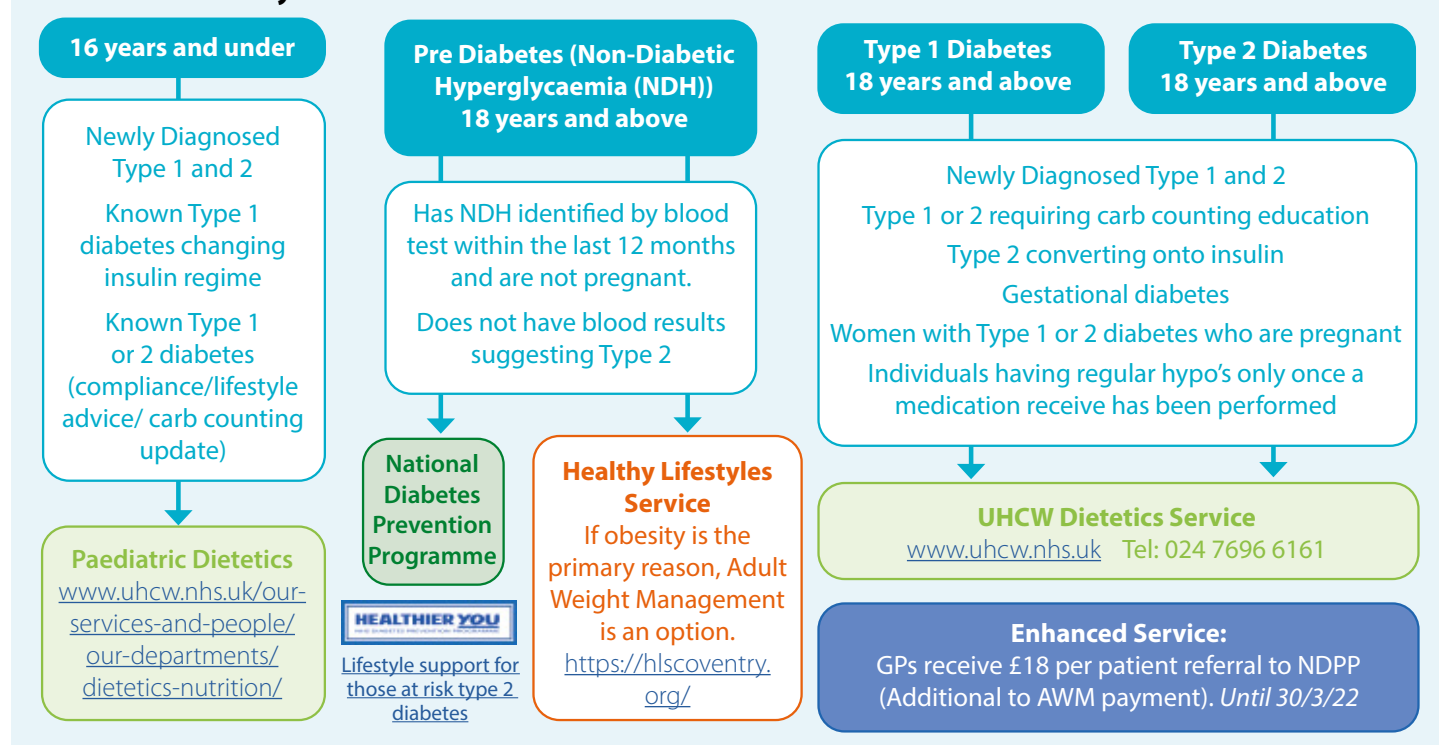 16 years and under
Newly Diagnosed
Type 1 and 2
Known Type 1
diabetes changing
insulin regime
Known Type 1
or 2 diabetes
(compliance/lifestyle
advice/ carb counting
update)
Paediatric Dietetics
www.uhcw.nhs.uk/our-
services-and-people/
our-departments/
dietetics-nutrition/
Pre Diabetes (Non-Diabetic
Hyperglycaemia (NDH))
18 years and above
Has NDH identified by blood
test within the last 12 months
and are not pregnant.
Does not have blood results
suggesting Type 2
National
Diabetes
Prevention
Programme
HEALTHIER YOU
NHS DIABETES PREVENTION PROGRAMME
Lifestyle support for
those at risk type 2
diabetes
Healthy Lifestyles
Service
If obesity is the
primary reason, Adult
Weight Management
is an option.
https://hlscoventry.
org/
Type 1 Diabetes
18 years and above
Type 2 Diabetes
18 years and above
Newly Diagnosed Type 1 and 2
Type 1 or 2 requiring carb counting education
Type 2 converting onto insulin
Gestational diabetes
Women with Type 1 or 2 diabetes who are pregnant
Individuals having regular hypo's only once a
medication receive has been performed
UHCW Dietetics Service
www.uhcw.nhs.uk Tel: 024 7696 6161
Enhanced Service:
GPs receive £18 per patient referral to NDPP
(Additional to AWM payment). Until 30/3/22